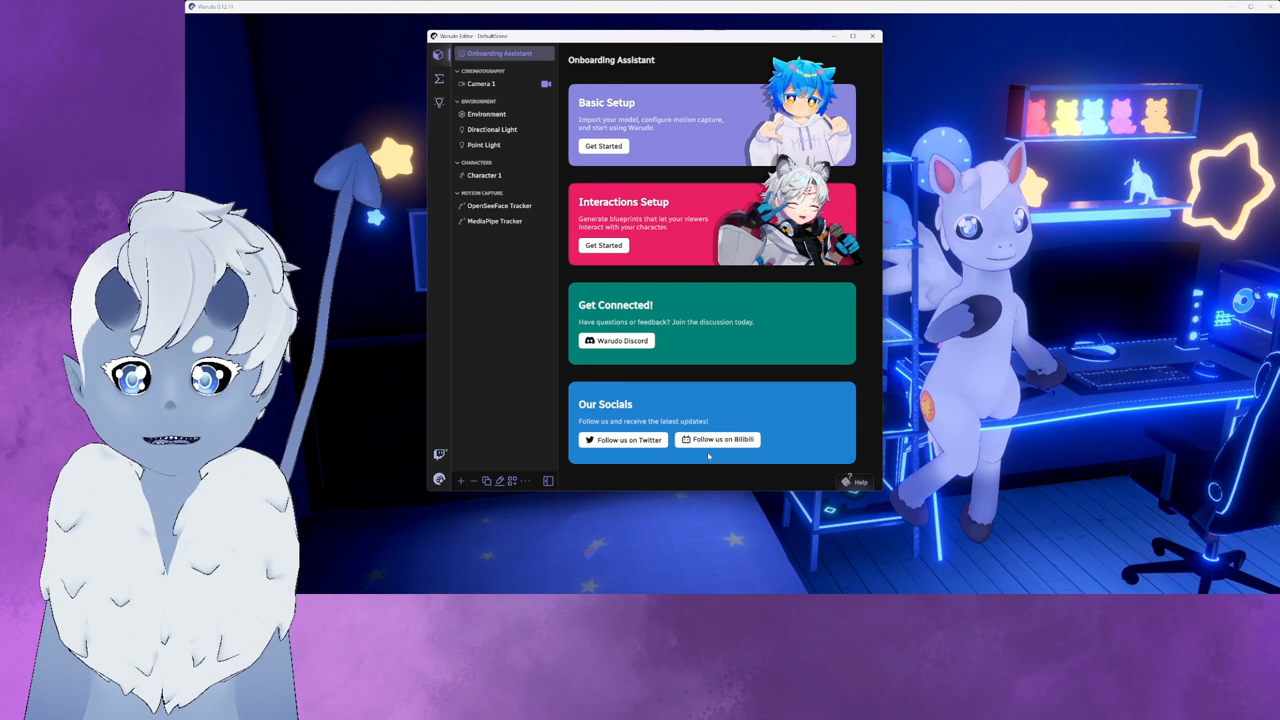 Warudo 0.12.11
Warudo Editor - DefaultScene
Onboarding Assistant
CINEMATOGRAPHY
Camera 1
ENVIRONMENT
Environment
Directional Light
Point Light
CHARACTERS
Character 1
MOTION CAPTURE
OpenSeeFace Tracker
MediaPipe Tracker
Onboarding Assistant
Basic Setup
Import your model, configure motion capture,
and start using Warudo.
Get Started
Interactions Setup
Generate blueprints that let your viewers
interact with your character.
Get Started
Get Connected!
Have questions or feedback? Join the discussion today.
Warudo Discord
Our Socials
Follow us and receive the latest updates!
Follow us on Twitter
Follow us on Bilibili
Help